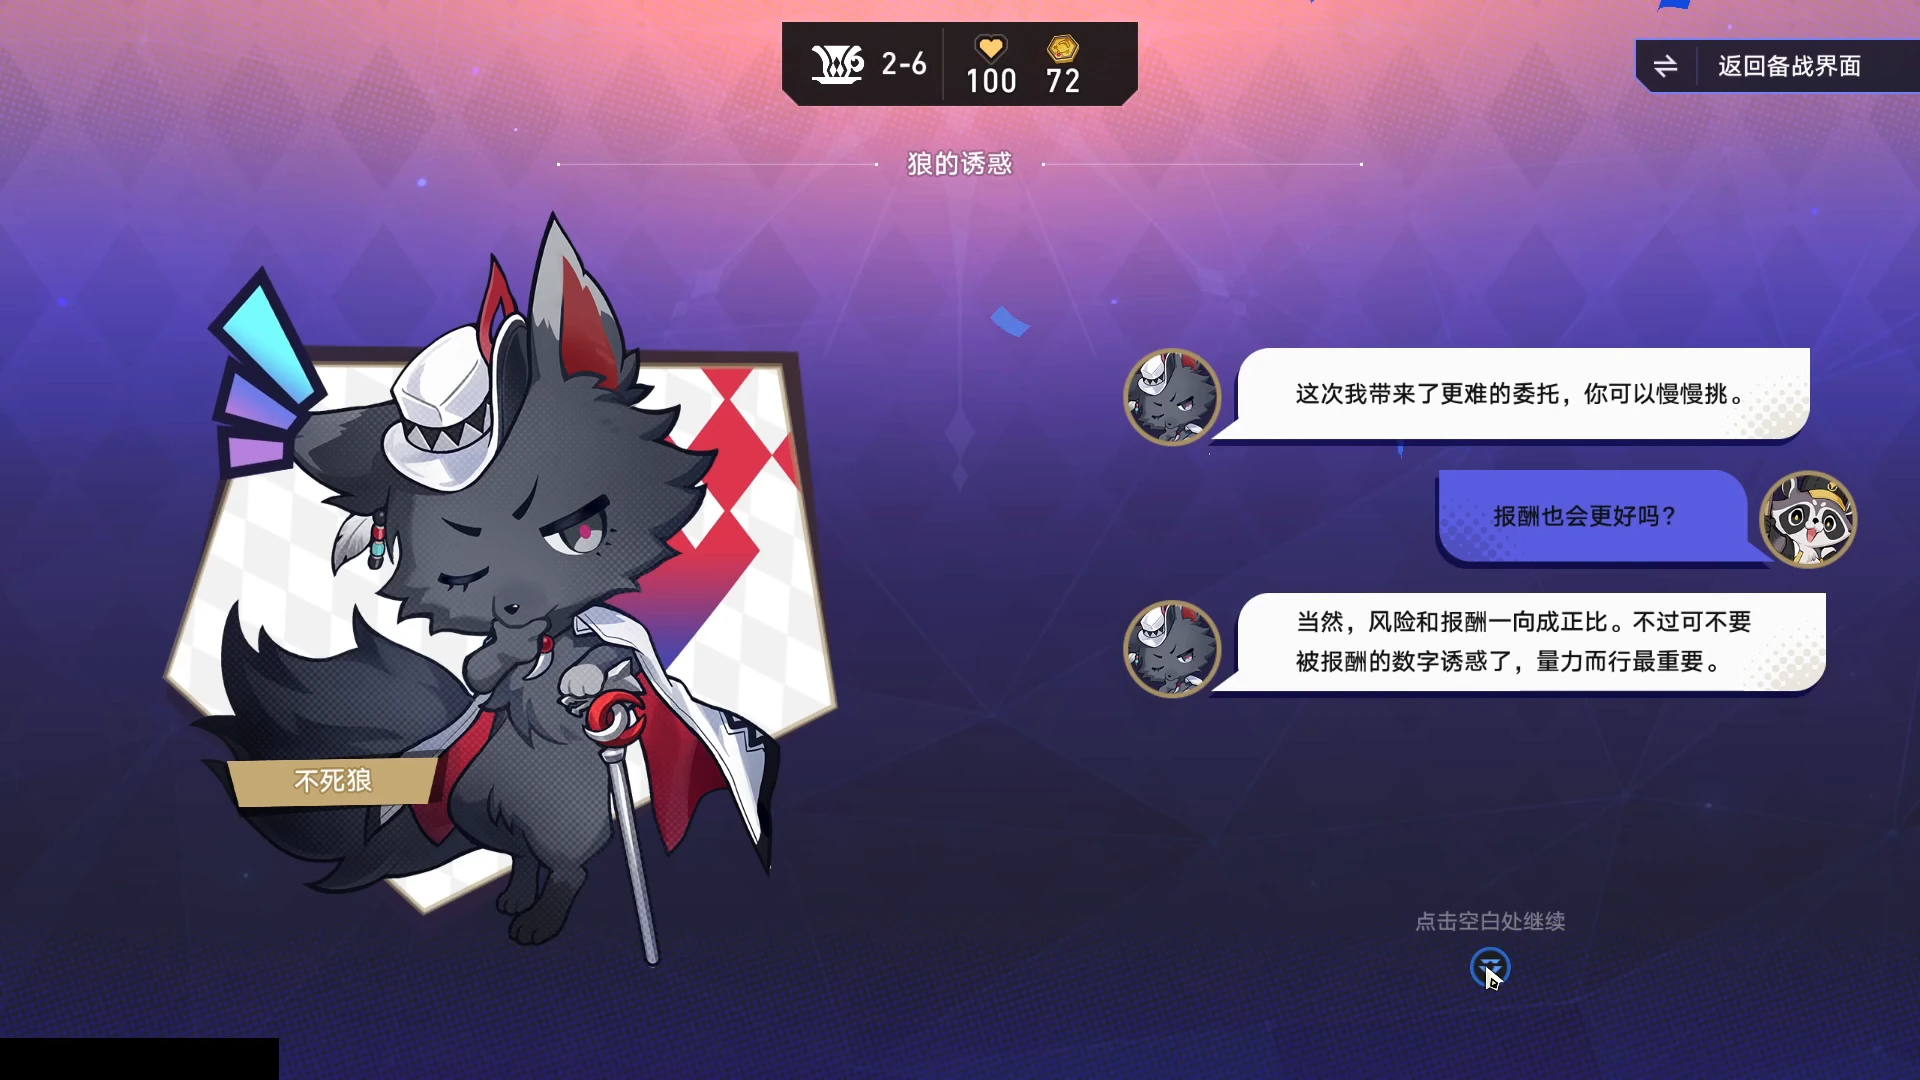 2-6
100
72
返回备战界面
狼的诱惑
这次我带来了更难的委托，你可以慢慢挑。
报酬也会更好吗？
当然，风险和报酬一向成正比。不过可不要
被报酬的数字诱惑了，量力而行最重要。
不死狼
点击空白处继续